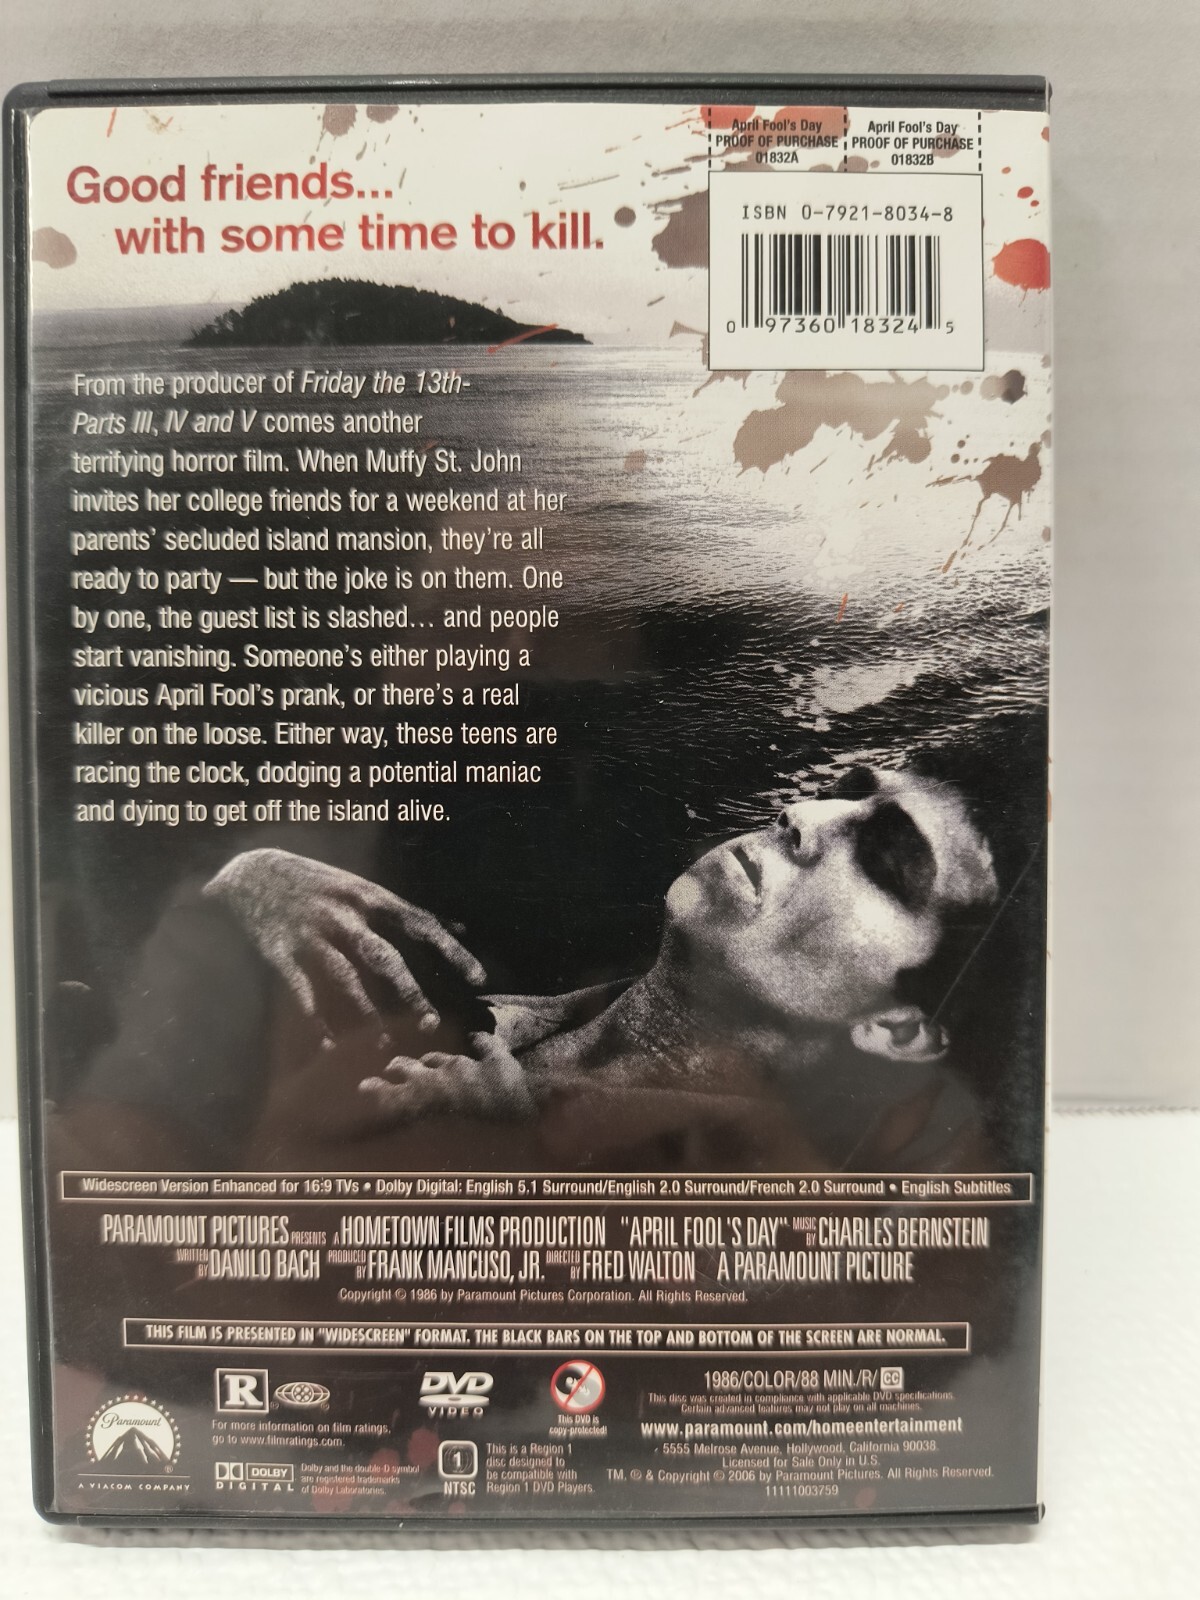 April Fool's Day
PROOF OF PURCHASE
01832A
April Fool's Day
PROOF OF PURCHASE
01832B
Good friends...
with some time to kill.
ISBN 0-7921-8034-8
0 97360 18324 5
From the producer of Friday the 13th-
Parts III, IV and V comes another
terrifying horror film. When Muffy St. John
invites her college friends for a weekend at her
parents' secluded island mansion, they're all
ready to party — but the joke is on them. One
by one, the guest list is slashed... and people
start vanishing. Someone's either playing a
vicious April Fool's prank, or there's a real
killer on the loose. Either way, these teens are
racing the clock, dodging a potential maniac
and dying to get off the island alive.
Widescreen Version Enhanced for 16:9 TVs • Dolby Digital: English 5.1 Surround/English 2.0 Surround/French 2.0 Surround • English Subtitles
PARAMOUNT PICTURES PRESENTS A HOMETOWN FILMS PRODUCTION "APRIL FOOL'S DAY" MUSIC BY CHARLES BERNSTEIN
WRITTEN BY DANILO BACH PRODUCED BY FRANK MANCUSO, JR. DIRECTED BY FRED WALTON A PARAMOUNT PICTURE
Copyright © 1986 by Paramount Pictures Corporation. All Rights Reserved.
THIS FILM IS PRESENTED IN "WIDESCREEN" FORMAT. THE BLACK BARS ON THE TOP AND BOTTOM OF THE SCREEN ARE NORMAL.
Paramount
®
A VIACOM COMPANY
R
For more information on film ratings,
go to www.filmratings.com.
DOLBY
DIGITAL
Dolby and the double-D symbol
are registered trademarks
of Dolby Laboratories.
DVD
VIDEO
1
NTSC
This is a Region 1
disc designed to
be compatible with
Region 1 DVD Players.
This DVD is
copy-protected!
1986/COLOR/88 MIN./R/ CC
This disc was created in compliance with applicable DVD specifications.
Certain advanced features may not play on all machines.
www.paramount.com/homeentertainment
5555 Melrose Avenue, Hollywood, California 90038.
Licensed for Sale Only in U.S.
TM, ® & Copyright © 2006 by Paramount Pictures. All Rights Reserved.
11111003759